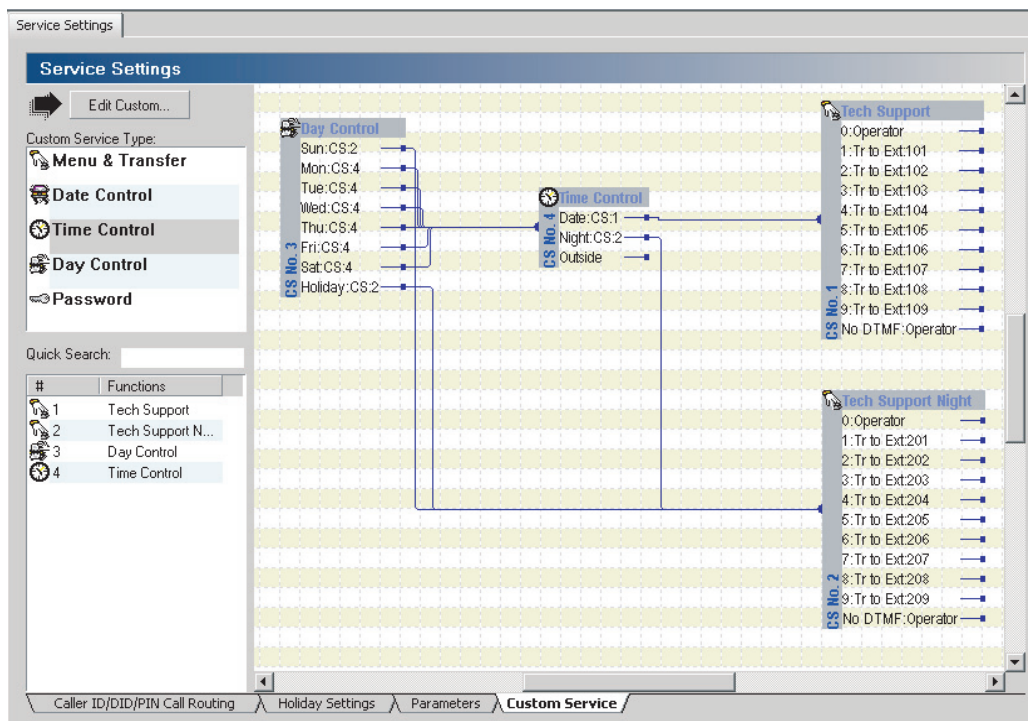 Service Settings
Service Settings
Edit Custom...
Custom Service Type:
Menu & Transfer
Date Control
Time Control
Day Control
Password
Quick Search:
# Functions
1 Tech Support
2 Tech Support N...
3 Day Control
4 Time Control
Day Control
Sun:CS:2
Mon:CS:4
Tue:CS:4
Wed:CS:4
Thu:CS:4
Fri:CS:4
Sat:CS:4
Holiday:CS:2
CS No. 3
Time Control
Date:CS:1
Night:CS:2
Outside
CS No. 4
Tech Support
0:Operator
1:Tr to Ext:101
2:Tr to Ext:102
3:Tr to Ext:103
4:Tr to Ext:104
5:Tr to Ext:105
6:Tr to Ext:106
7:Tr to Ext:107
8:Tr to Ext:108
9:Tr to Ext:109
No DTMF:Operator
CS No. 1
Tech Support Night
0:Operator
1:Tr to Ext:201
2:Tr to Ext:202
3:Tr to Ext:203
4:Tr to Ext:204
5:Tr to Ext:205
6:Tr to Ext:206
7:Tr to Ext:207
8:Tr to Ext:208
9:Tr to Ext:209
No DTMF:Operator
CS No. 2
Caller ID/DID/PIN Call Routing
Holiday Settings
Parameters
Custom Service